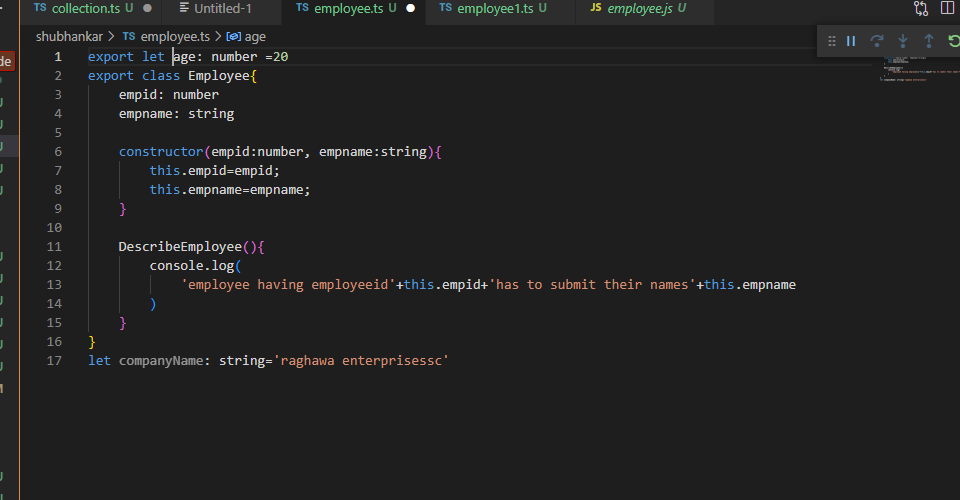 TS collection.ts U
Untitled-1
TS employee.ts U
TS employee1.ts U
JS employee.js U
shubhankar > TS employee.ts > age
de
1 export let age: number =20
2 export class Employee{
3 empid: number
4 empname: string
5
6 constructor(empid:number, empname:string){
7 this.empid=empid;
8 this.empname=empname;
9 }
10
11 DescribeEmployee(){
12 console.log(
13 'employee having employeeid'+this.empid+'has to submit their names'+this.empname
14 )
15 }
16 }
17 let companyName: string='raghawa enterprisessc'